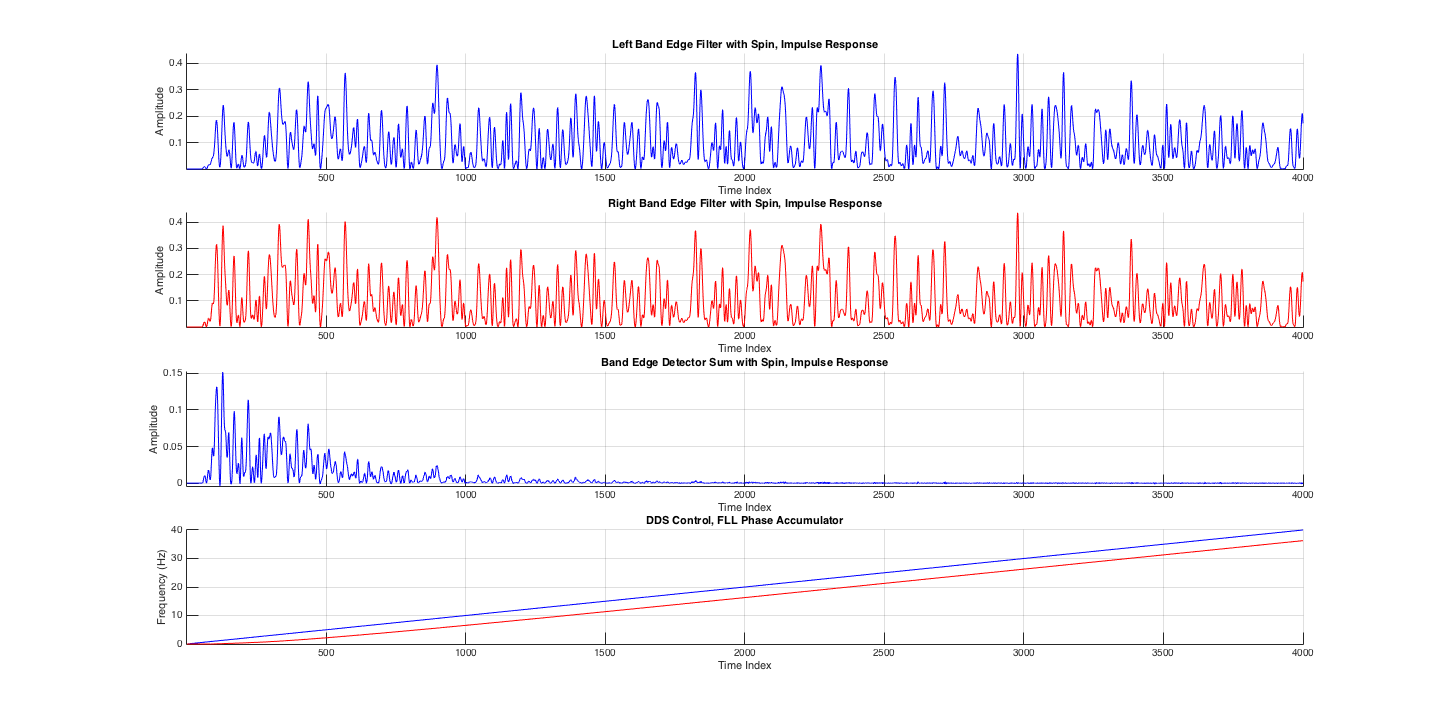 Left Band Edge Filter with Spin, Impulse Response
Amplitude
0.4
0.3
0.2
0.1
500 1000 1500 2000 2500 3000 3500 4000
Time Index
Right Band Edge Filter with Spin, Impulse Response
Amplitude
0.4
0.3
0.2
0.1
500 1000 1500 2000 2500 3000 3500 4000
Time Index
Band Edge Detector Sum with Spin, Impulse Response
Amplitude
0.15
0.1
0.05
0
500 1000 1500 2000 2500 3000 3500 4000
Time Index
DDS Control, FLL Phase Accumulator
Frequency (Hz)
40
30
20
10
0
500 1000 1500 2000 2500 3000 3500 4000
Time Index